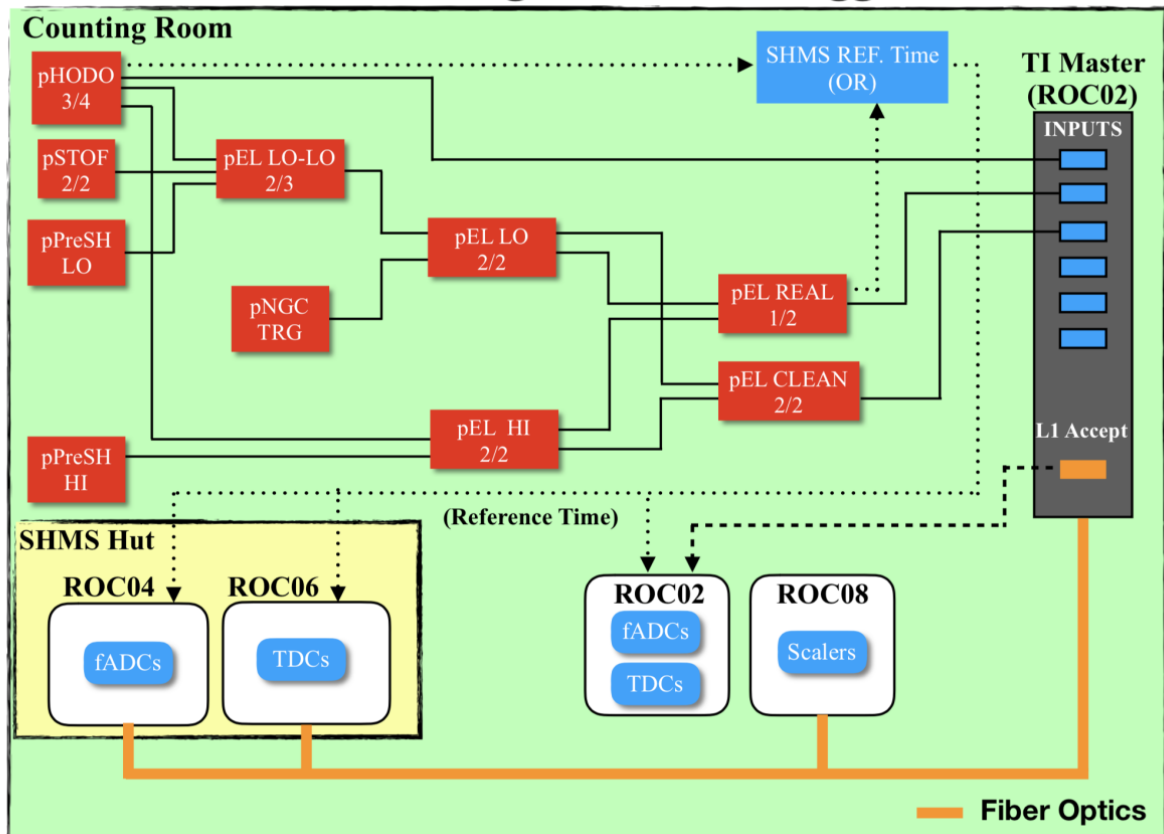 Counting Room
pHODO
3/4
SHMS REF. Time
(OR)
TI Master
(ROC02)
INPUTS
pSTOF
2/2
pEL LO-LO
2/3
pPreSH
LO
pEL LO
2/2
pNGC
TRG
pEL REAL
1/2
pEL CLEAN
2/2
pEL HI
2/2
pPreSH
HI
L1 Accept
(Reference Time)
SHMS Hut
ROC04
fADCs
ROC06
TDCs
ROC02
fADCs
TDCs
ROC08
Scalers
Fiber Optics